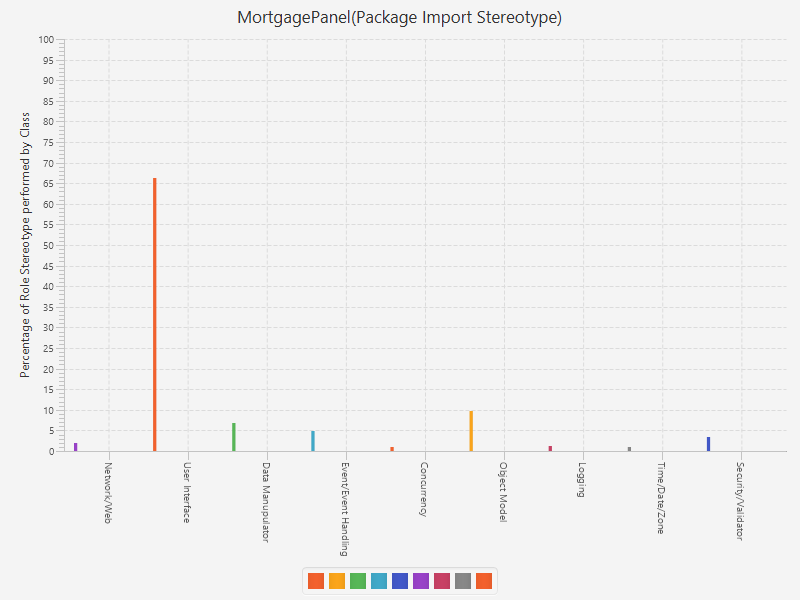 MortgagePanel(Package Import Stereotype)
Percentage of Role Stereotype performed by Class
100
95
90
85
80
75
70
65
60
55
50
45
40
35
30
25
20
15
10
5
0
Network/Web
User Interface
Data Manupulator
Event/Event Handling
Concurrency
Object Model
Logging
Time/Date/Zone
Security/Validator